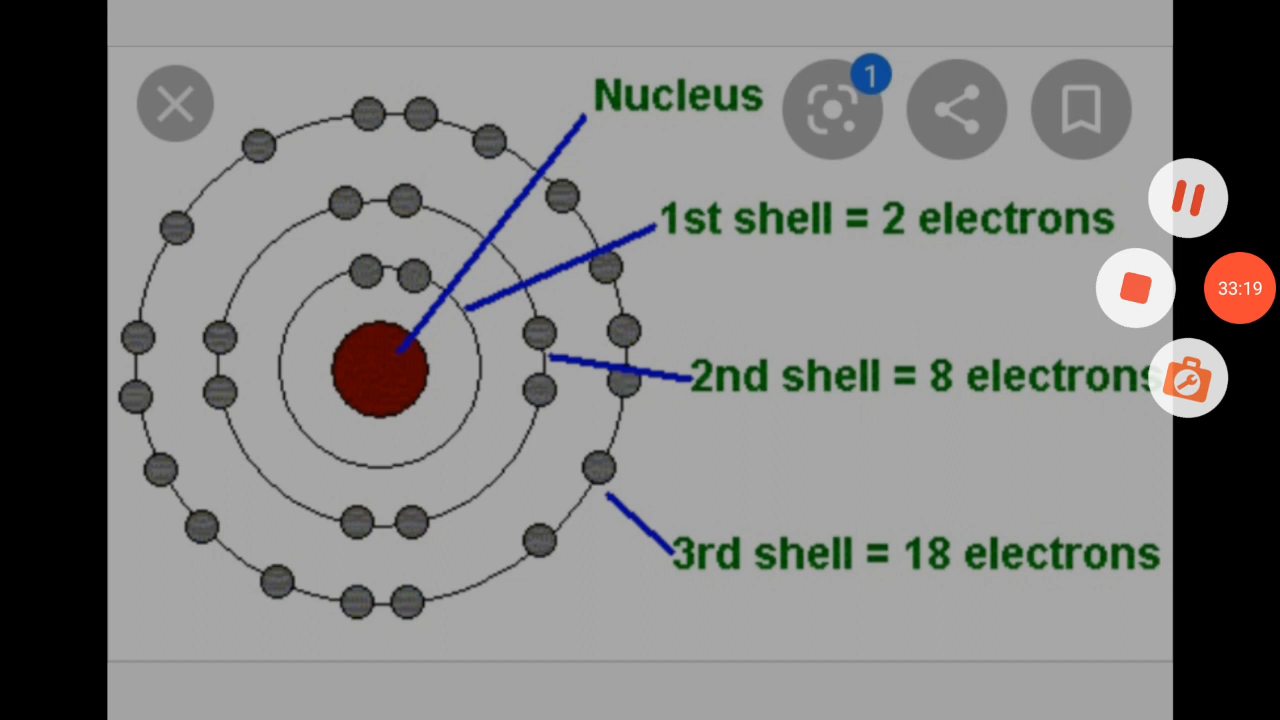 Nucleus
1
1st shell = 2 electrons
33:19
2nd shell = 8 electrons
3rd shell = 18 electrons